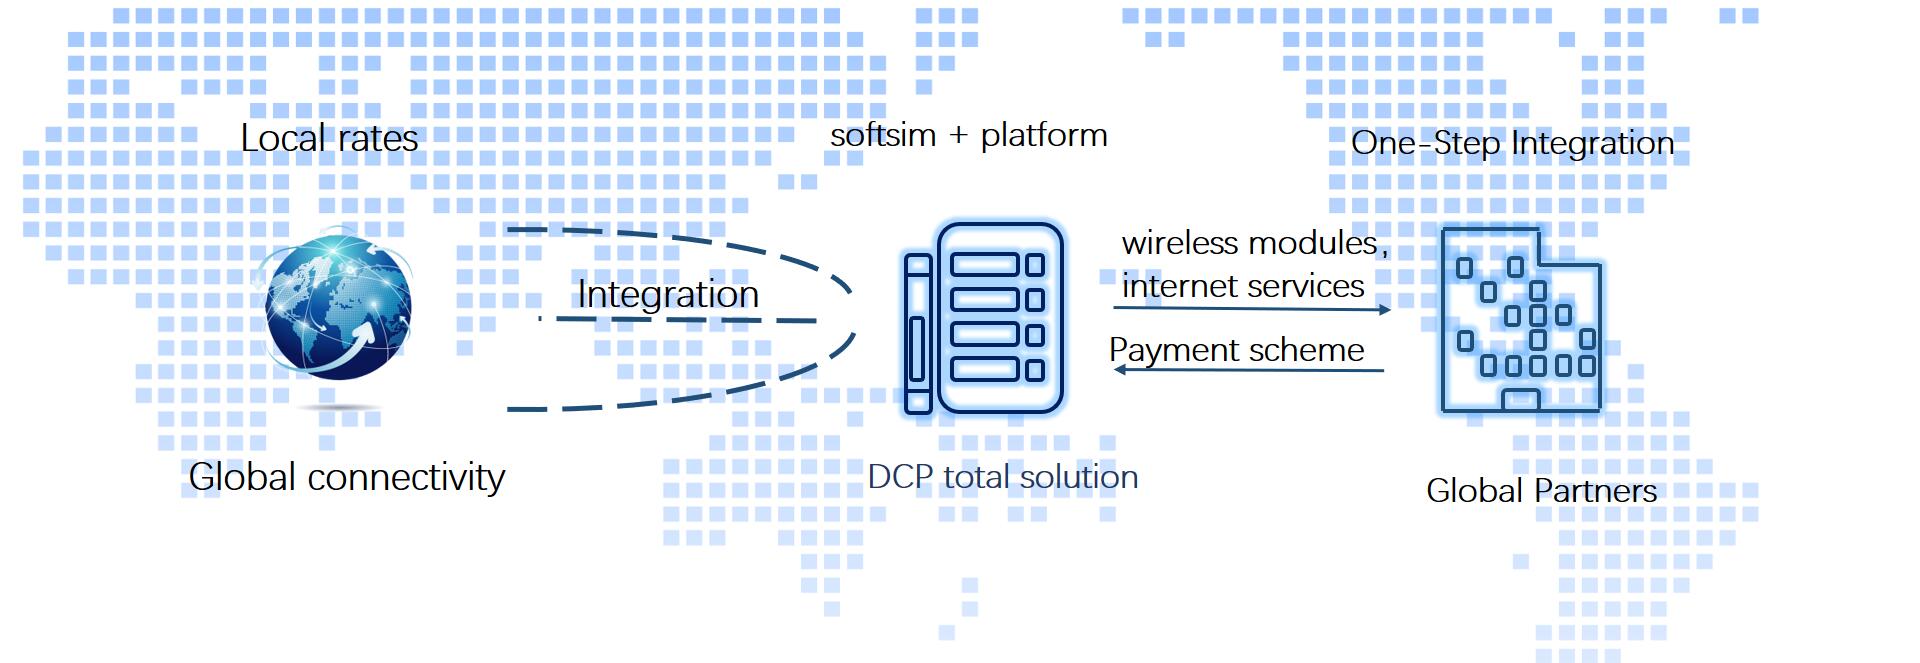 Local rates
softsim + platform
One-Step Integration
wireless modules,
internet services
Integration
Payment scheme
Global connectivity
DCP total solution
Global Partners